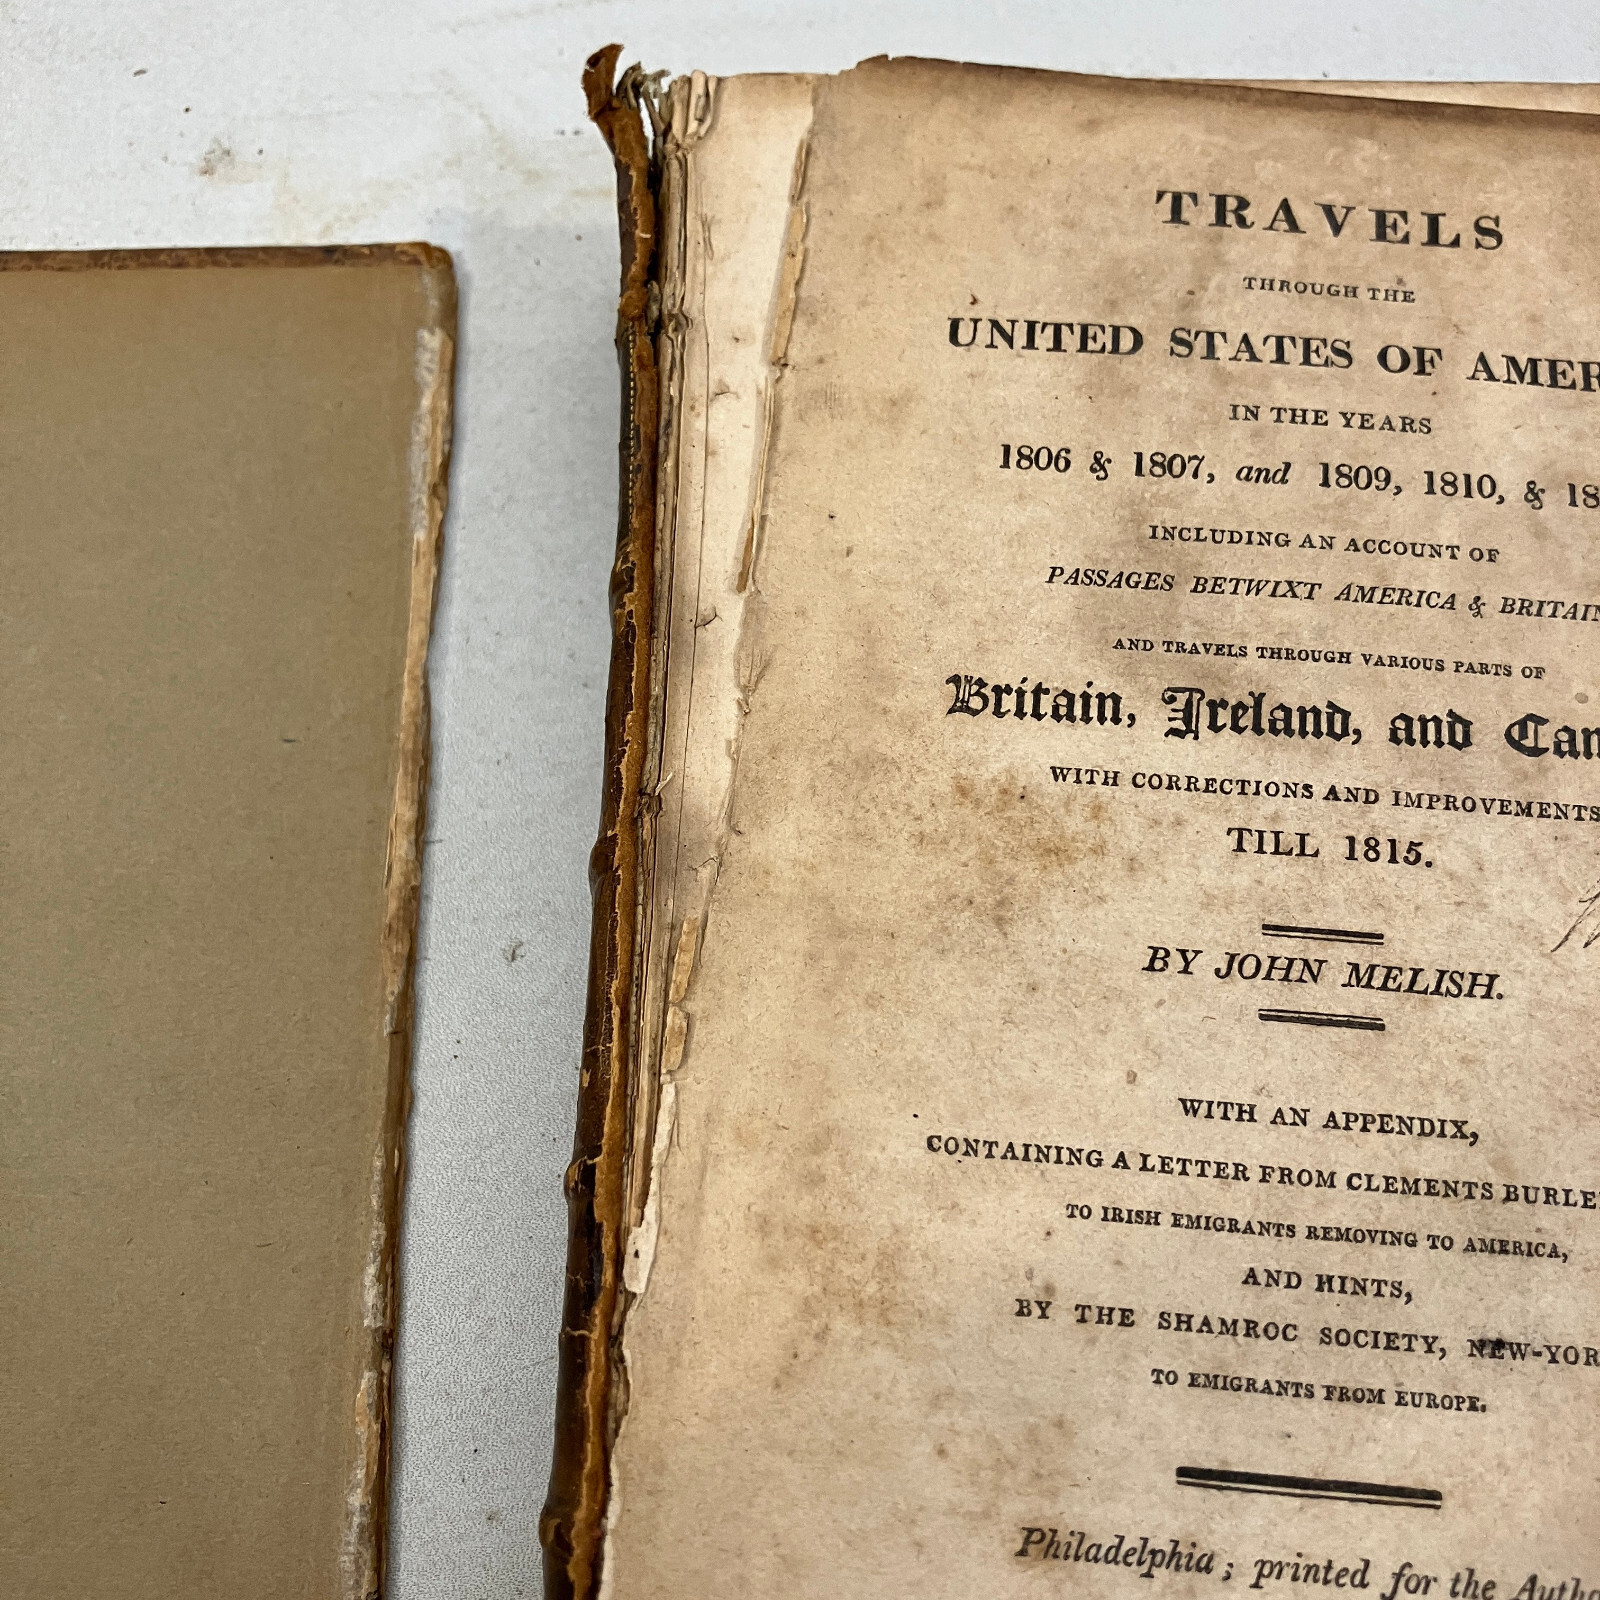 TRAVELS
THROUGH THE
UNITED STATES OF AMER
IN THE YEARS
1806 & 1807, and 1809, 1810, & 18
INCLUDING AN ACCOUNT OF
PASSAGES BETWIXT AMERICA & BRITAIN
AND TRAVELS THROUGH VARIOUS PARTS OF
Britain, Ireland, and Can
WITH CORRECTIONS AND IMPROVEMENTS
TILL 1815.
BY JOHN MELISH.
WITH AN APPENDIX,
CONTAINING A LETTER FROM CLEMENTS BURLE
TO IRISH EMIGRANTS REMOVING TO AMERICA,
AND HINTS,
BY THE SHAMROC SOCIETY, NEW-YOR
TO EMIGRANTS FROM EUROPE.
Philadelphia; printed for the Autho